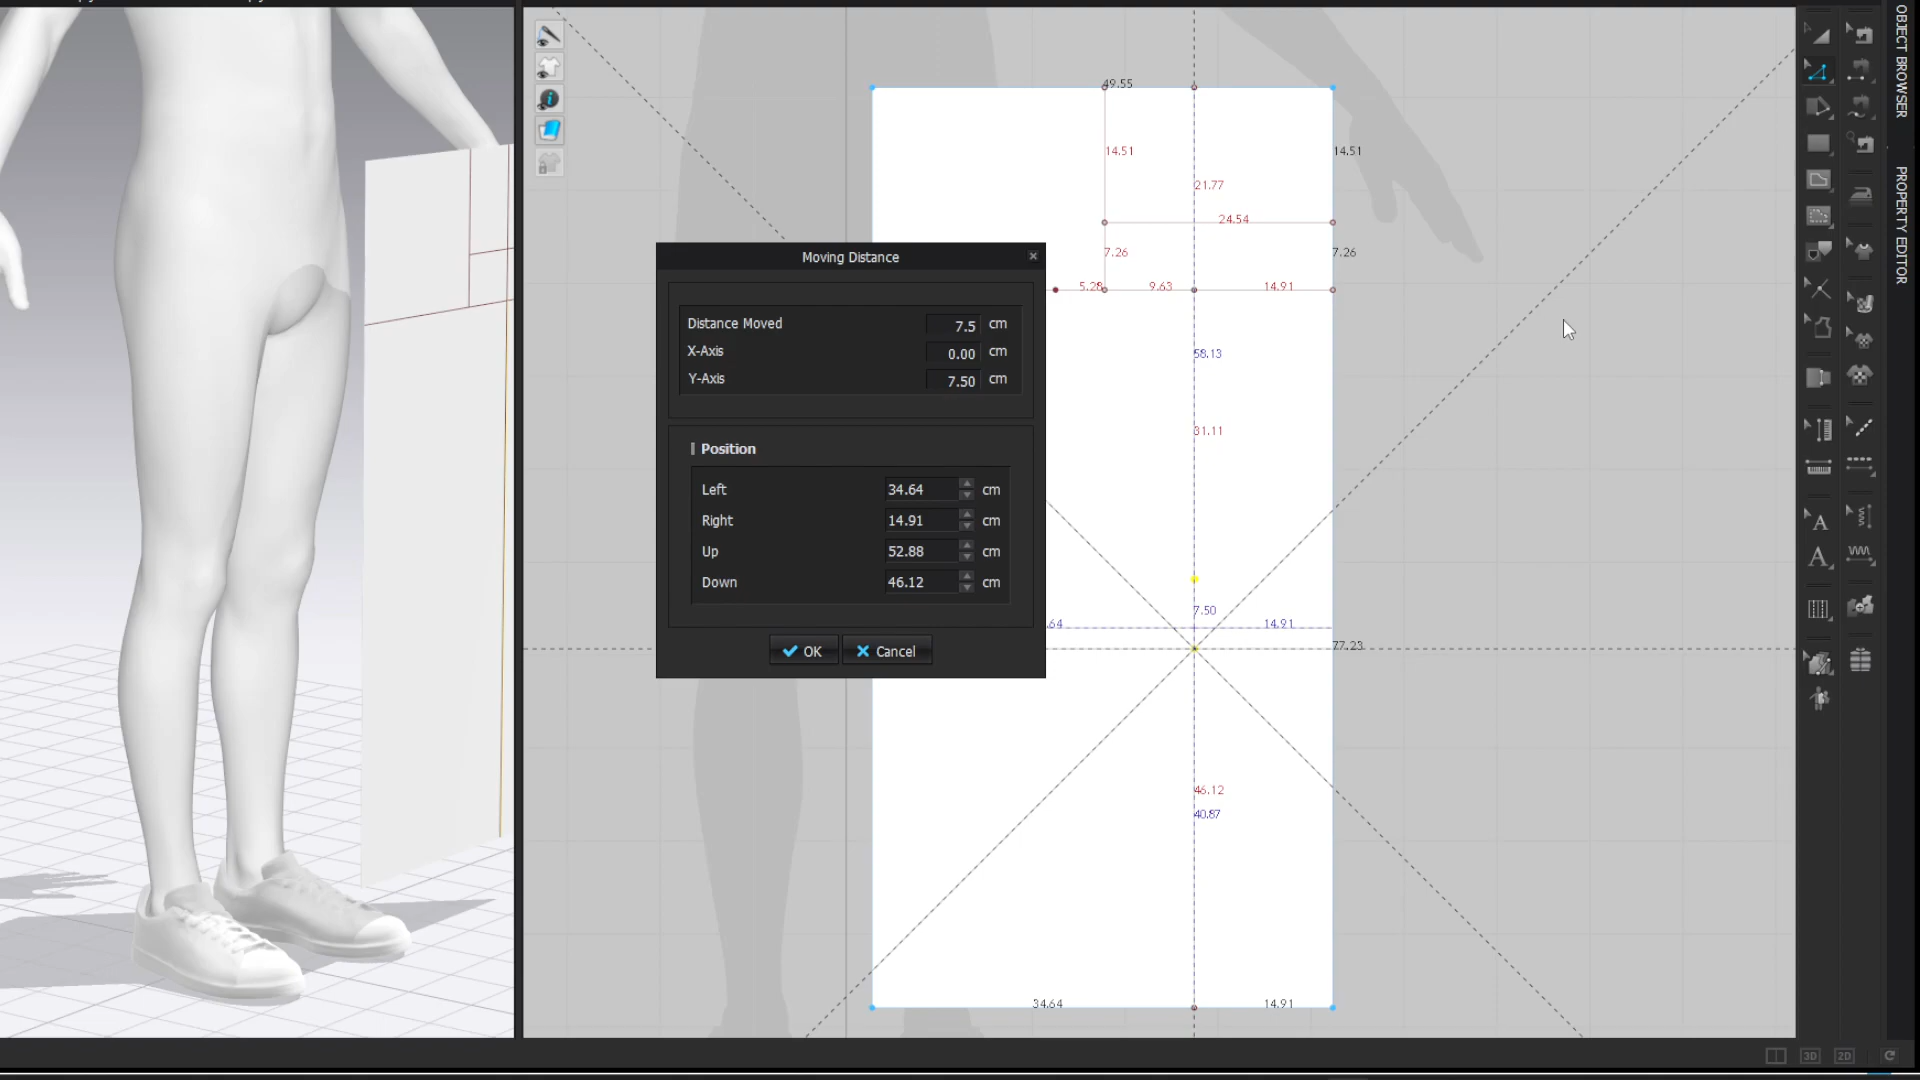 OBJECT BROWSER
PROPERTY EDITOR
49.55
14.51
14.51
21.77
24.54
7.26
7.26
5.28
9.63
14.91
58.13
31.11
7.50
.64
14.91
77.23
46.12
40.87
34.64
14.91
Moving Distance
Distance Moved 7.5 cm
X-Axis 0.00 cm
Y-Axis 7.50 cm
Position
Left 34.64 cm
Right 14.91 cm
Up 52.88 cm
Down 46.12 cm
OK Cancel
A
A
3D 2D